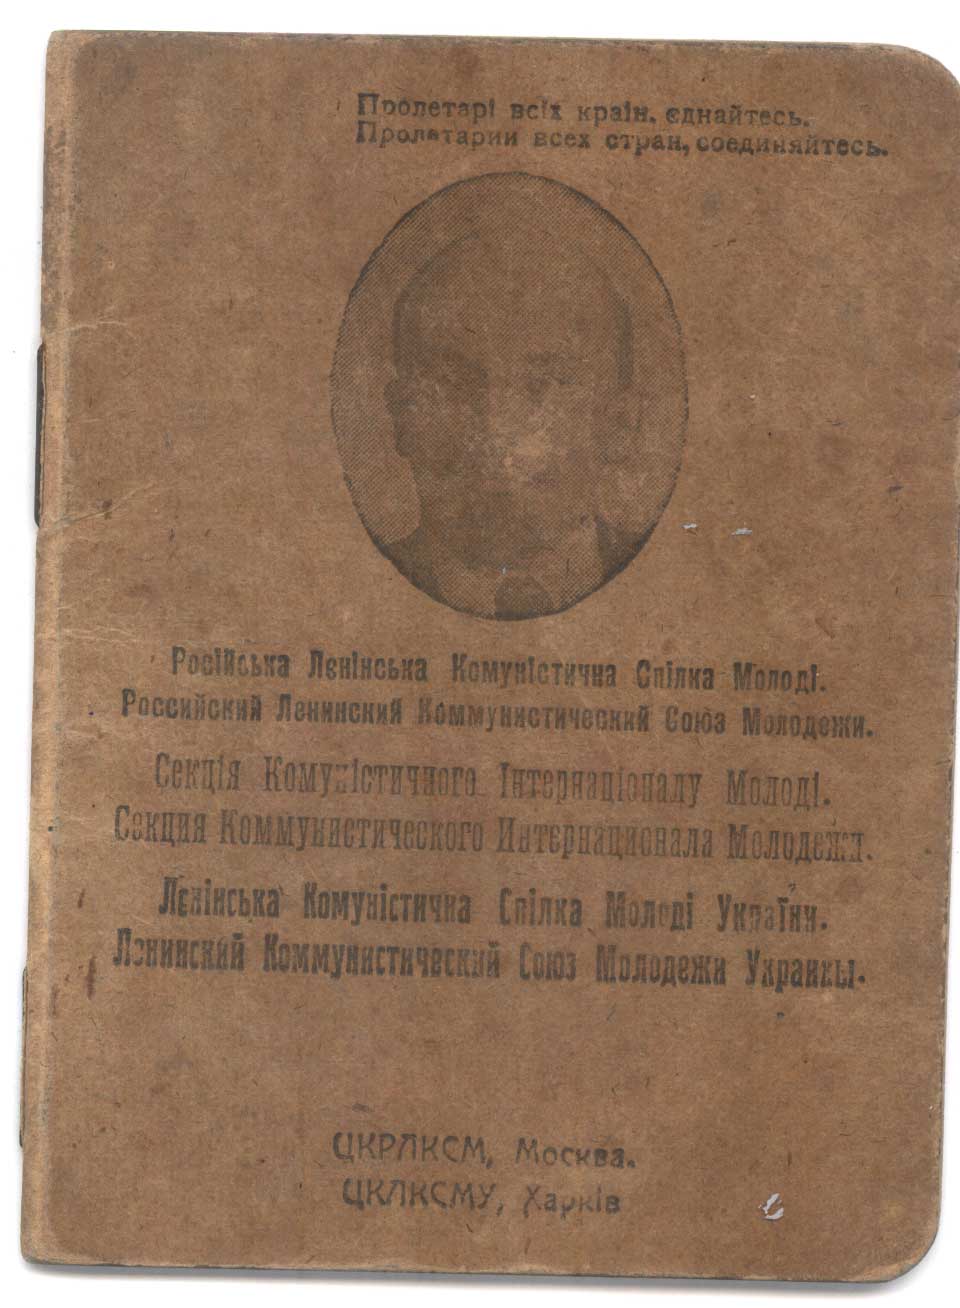 Пролетарі всіх країн, єднайтесь.
Пролетарии всех стран, соединяйтесь.
Російська Ленінська Комуністична Спілка Молоді.
Российский Ленинский Коммунистический Союз Молодежи.
Секція Комуністичного Інтернаціоналу Молоді.
Секция Коммунистического Интернационала Молодежи.
Ленінська Комуністична Спілка Молоді України.
Ленинский Коммунистический Союз Молодежи Украины.
ЦКРЛКСМ, Москва.
ЦКЛКСМУ, Харків